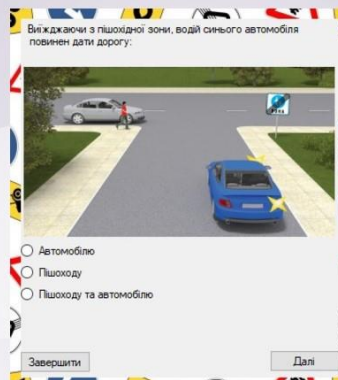 Виїжджаючи з пішохідної зони, водій синього автомобіля
повинен дати дорогу:
Автомобілю
Пішоходу
Пішоходу та автомобілю
Завершити
Далі